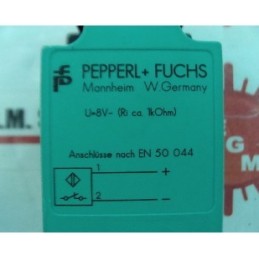 PEPPERL+ FUCHS
Mannheim W. Germany
U=8V- (Ri ca. 1kOhm)
Anschlüsse nach EN 50 044
1 +
2 −